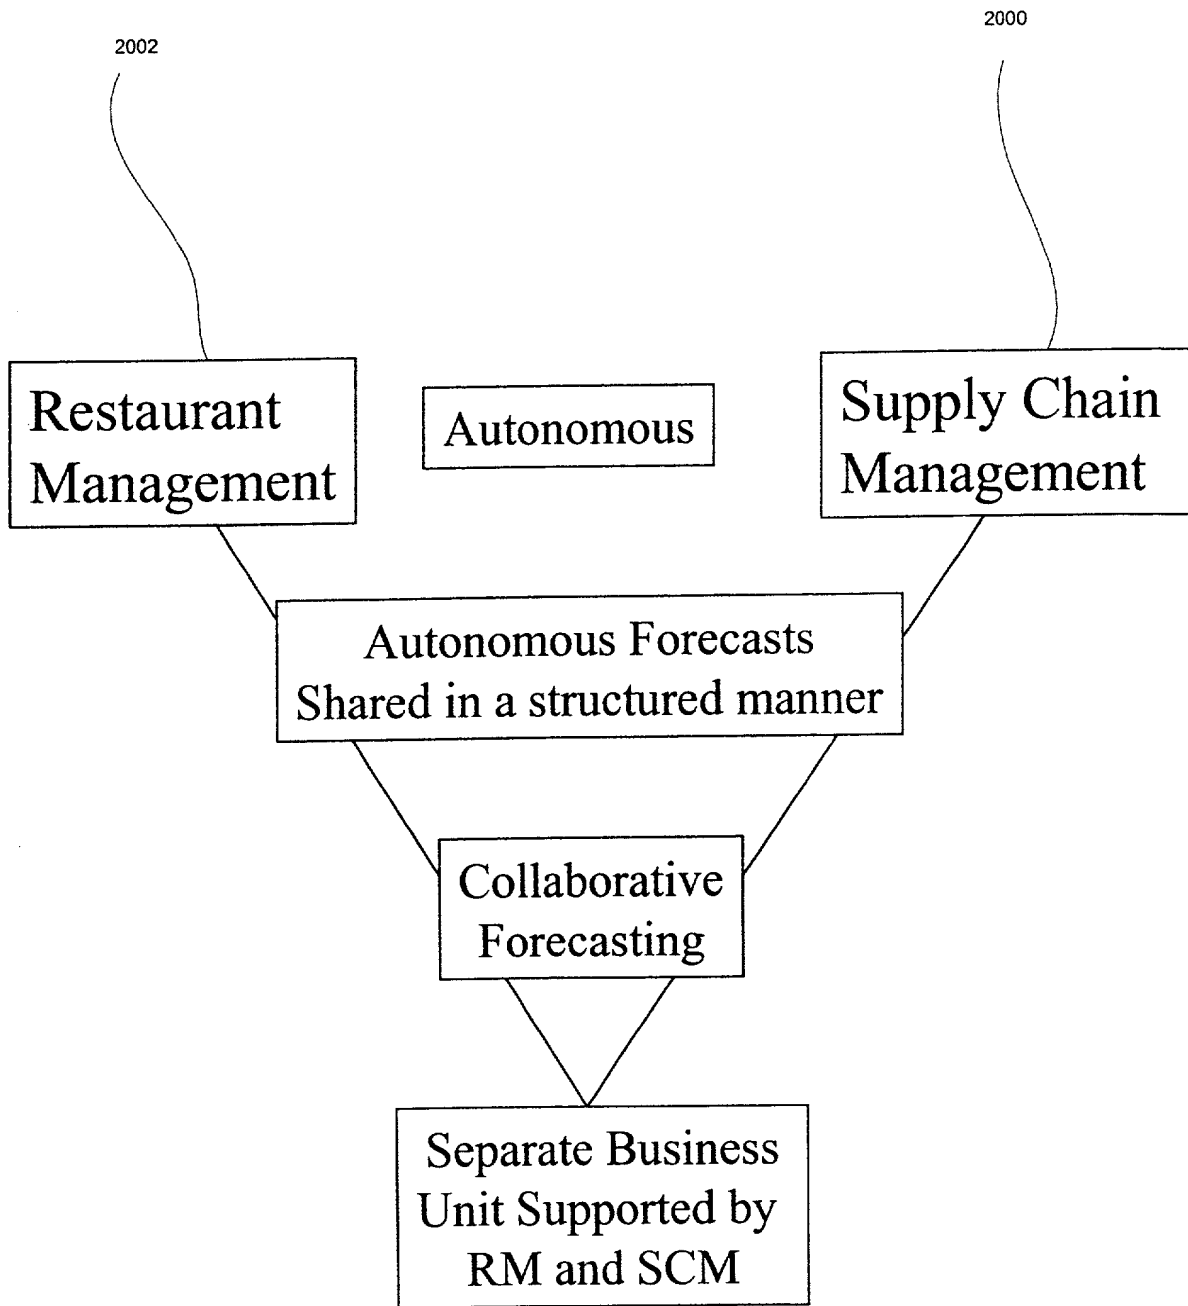 2002
2000
Restaurant
Management
Autonomous
Supply Chain
Management
Autonomous Forecasts
Shared in a structured manner
Collaborative
Forecasting
Separate Business
Unit Supported by
RM and SCM